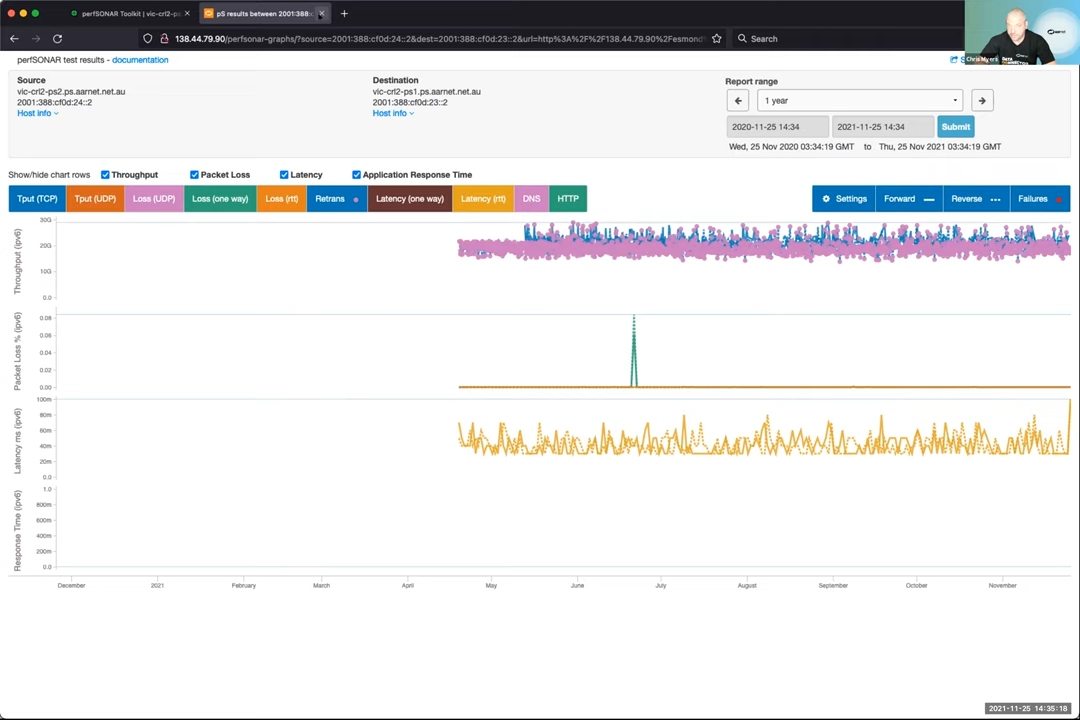 perfSONAR Toolkit | vic-crl2-ps
pS results between 2001:388:
138.44.79.90/perfsonar-graphs/?source=2001:388:cf0d:24::2&dest=2001:388:cf0d:23::2&url=http%3A%2F%2F138.44.79.90%2Fesmond
Search
Chris Myers
perfSONAR test results - documentation
Source
vic-crl2-ps2.ps.aarnet.net.au
2001:388:cf0d:24::2
Host info
Destination
vic-crl2-ps1.ps.aarnet.net.au
2001:388:cf0d:23::2
Host info
Report range
1 year
2020-11-25 14:34
2021-11-25 14:34
Submit
Wed, 25 Nov 2020 03:34:19 GMT to Thu, 25 Nov 2021 03:34:19 GMT
Show/hide chart rows Throughput Packet Loss Latency Application Response Time
Tput (TCP) Tput (UDP) Loss (UDP) Loss (one way) Loss (rtt) Retrans Latency (one way) Latency (rtt) DNS HTTP
Settings Forward Reverse Failures
Throughput (ipv6)
30G
20G
10G
0.0
Packet Loss % (ipv6)
0.08
0.06
0.04
0.02
0.00
Latency ms (ipv6)
100m
80m
60m
40m
20m
0.0
Response Time (ipv6)
1.0
800m
600m
400m
200m
0.0
December 2021 February March April May June July August September October November
2021-11-25 14:35:18